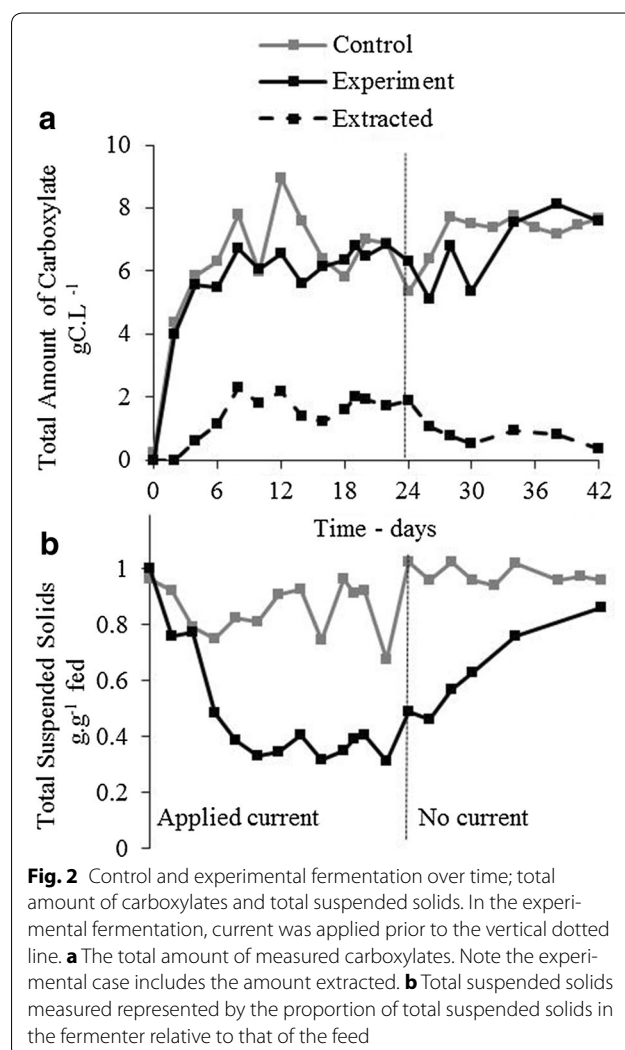 Control
Experiment
Extracted
a
Total Amount of Carboxylate
gC.L -1
10
8
6
4
2
0
0 6 12 18 24 30 36 42
Time - days
b
Total Suspended Solids
g.g-1 fed
1
0.8
0.6
0.4
0.2
0
Applied current No current
Fig. 2 Control and experimental fermentation over time; total
amount of carboxylates and total suspended solids. In the experi-
mental fermentation, current was applied prior to the vertical dotted
line. a The total amount of measured carboxylates. Note the experi-
mental case includes the amount extracted. b Total suspended solids
measured represented by the proportion of total suspended solids in
the fermenter relative to that of the feed